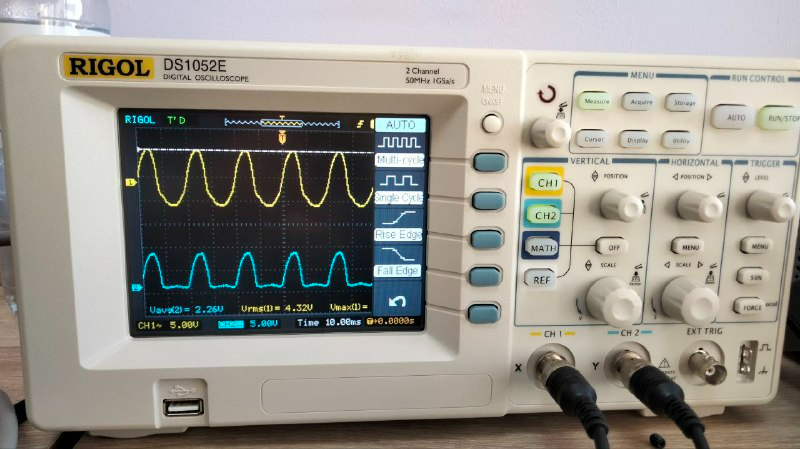 RIGOL DS1052E
DIGITAL OSCILLOSCOPE
2 Channel
50MHz 1GSa/s
RIGOL T'D
AUTO
Multi-cycle
Single Cycle
Rise Edge
Fall Edge
Vavg(2)= 2.26V Vrms(1)= 4.32V Vmax(1)=
CH1~ 5.00V 5.00V Time 10.00ms 0.0000s
MENU
ON/OFF
MENU
Measure Acquire Storage
Cursor Display Utility
RUN CONTROL
AUTO RUN/STOP
VERTICAL
CH1
CH2
MATH
REF
POSITION
OFF
SCALE
HORIZONTAL
POSITION
MENU
SCALE
TRIGGER
LEVEL
MENU
50%
FORCE
CH 1 CH 2 EXT TRIG
X Y